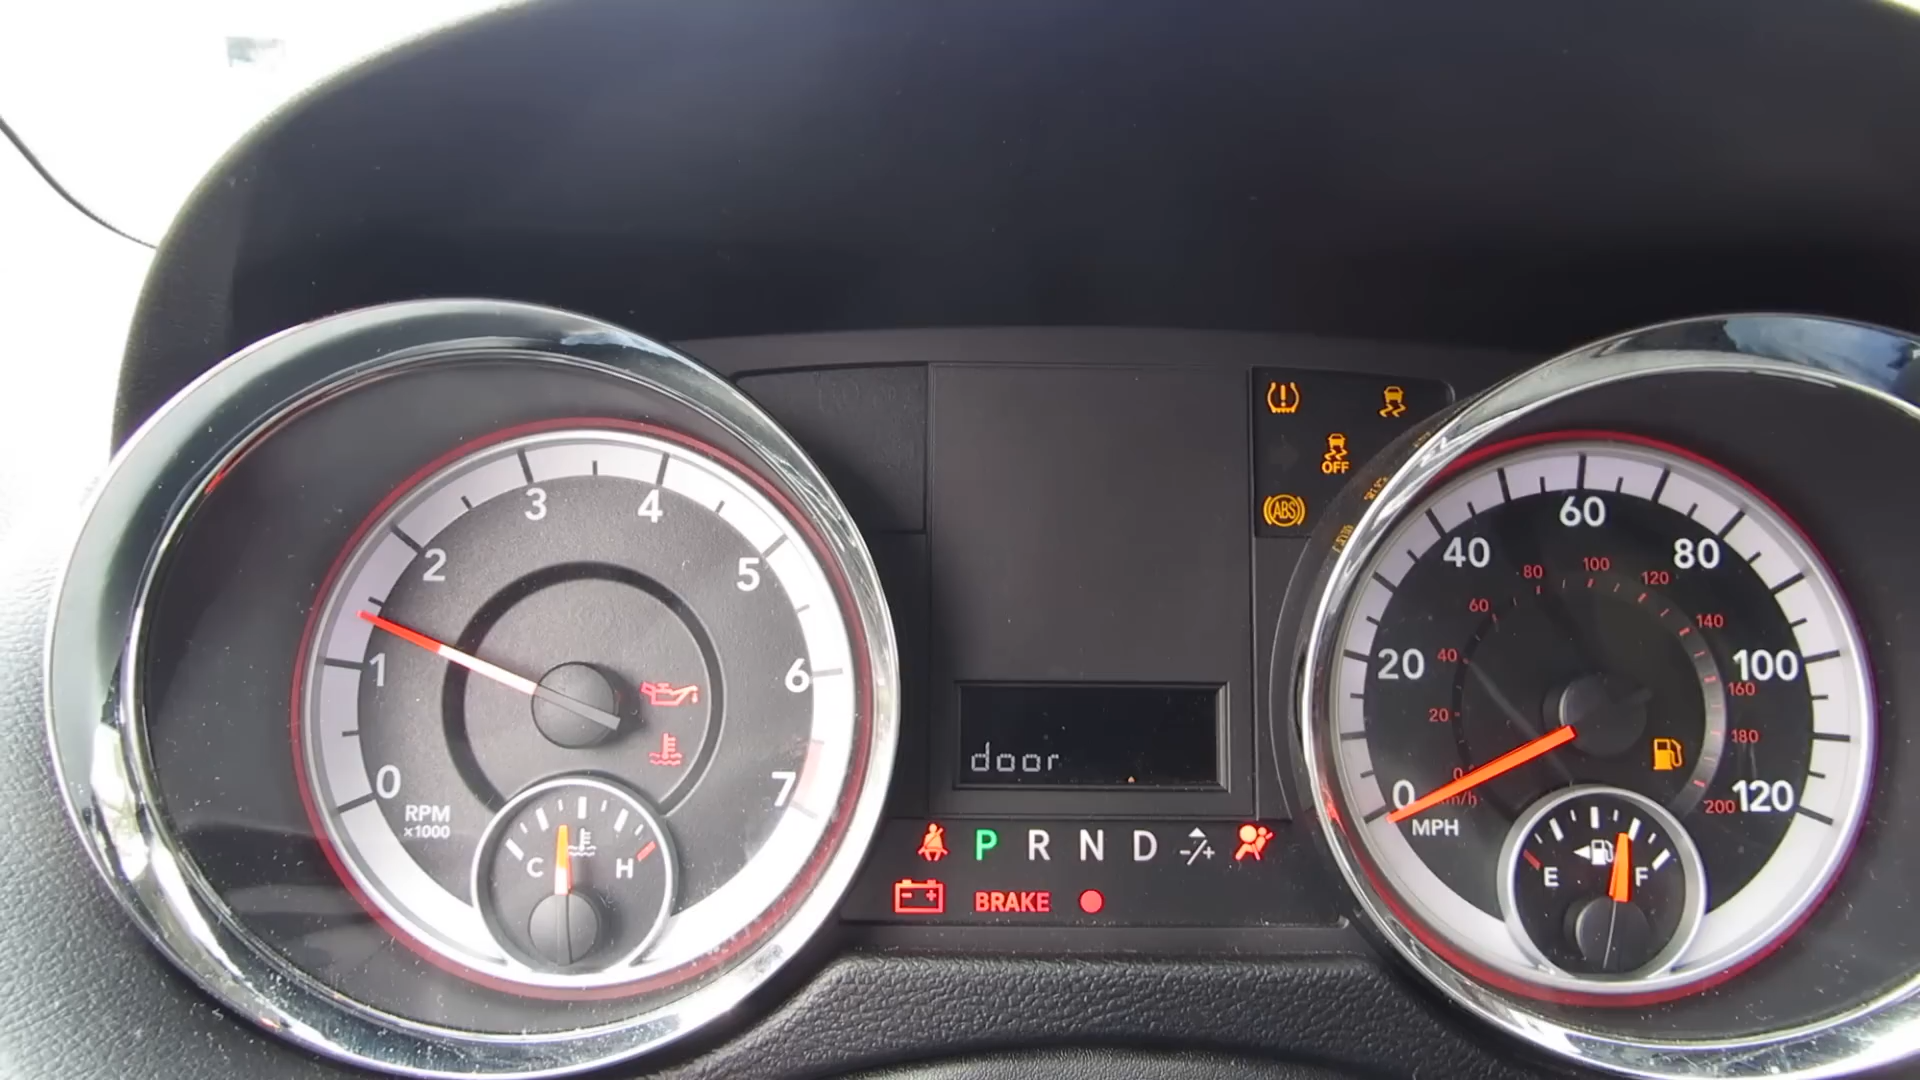 3 4
2 5
1 6
0 7
RPM
x1000
C H
OFF
ABS
door
P R N D -/+
BRAKE
60
40 80
20 100
0 120
MPH
80 100 120
60 140
40 160
20 180
0 200
km/h
E F